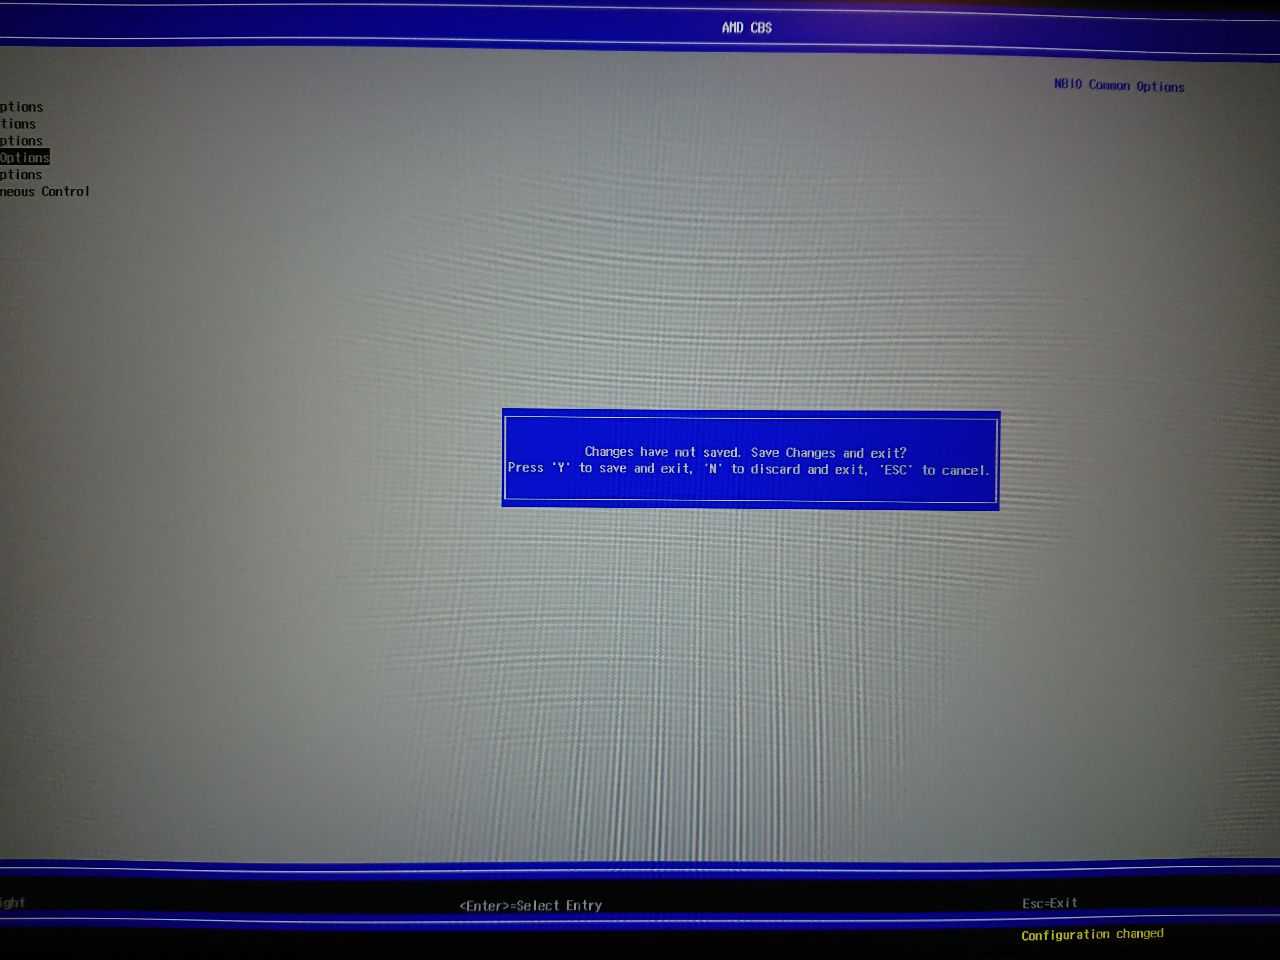 AMD CBS
NBIO Common Options
ptions
tions
ptions
Options
ptions
neous Control
Changes have not saved. Save Changes and exit?
Press 'Y' to save and exit, 'N' to discard and exit, 'ESC' to cancel.
ight
<Enter>=Select Entry
Esc=Exit
Configuration changed